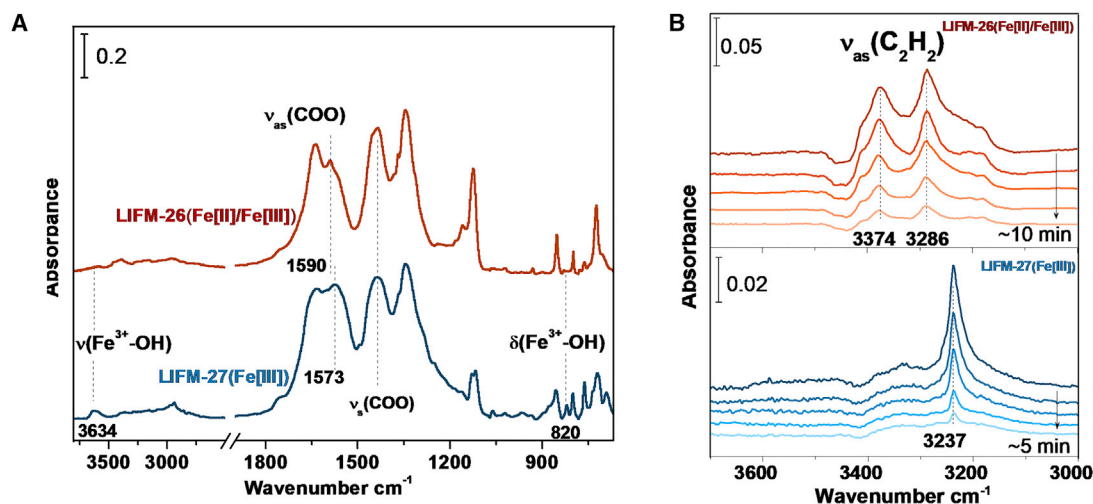 A
0.2
νas(COO)
LIFM-26(Fe[II]/Fe[III])
1590
ν(Fe³⁺-OH)
δ(Fe³⁺-OH)
LIFM-27(Fe[III])
1573
νs(COO)
3634
820
3500 3000 1800 1500 1200 900
Wavenumber cm⁻¹
Absorbance
B
0.05
LIFM-26(Fe[II]/Fe[III])
νas(C₂H₂)
3374 3286
~10 min
LIFM-27(Fe[III])
0.02
3237
~5 min
3600 3400 3200 3000
Wavenumber cm⁻¹
Absorbance